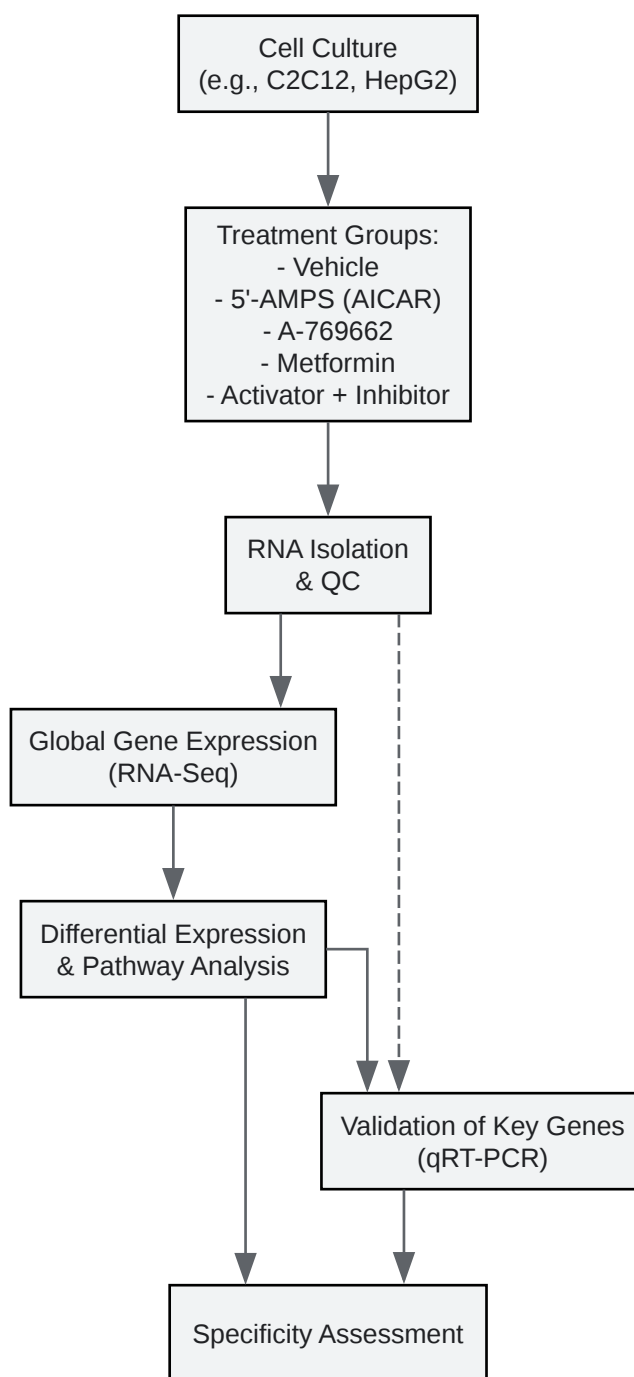 Cell Culture
(e.g., C2C12, HepG2)
Treatment Groups:
- Vehicle
- 5'-AMPS (AICAR)
- A-769662
- Metformin
- Activator + Inhibitor
RNA Isolation
& QC
Global Gene Expression
(RNA-Seq)
Differential Expression
& Pathway Analysis
Validation of Key Genes
(qRT-PCR)
Specificity Assessment